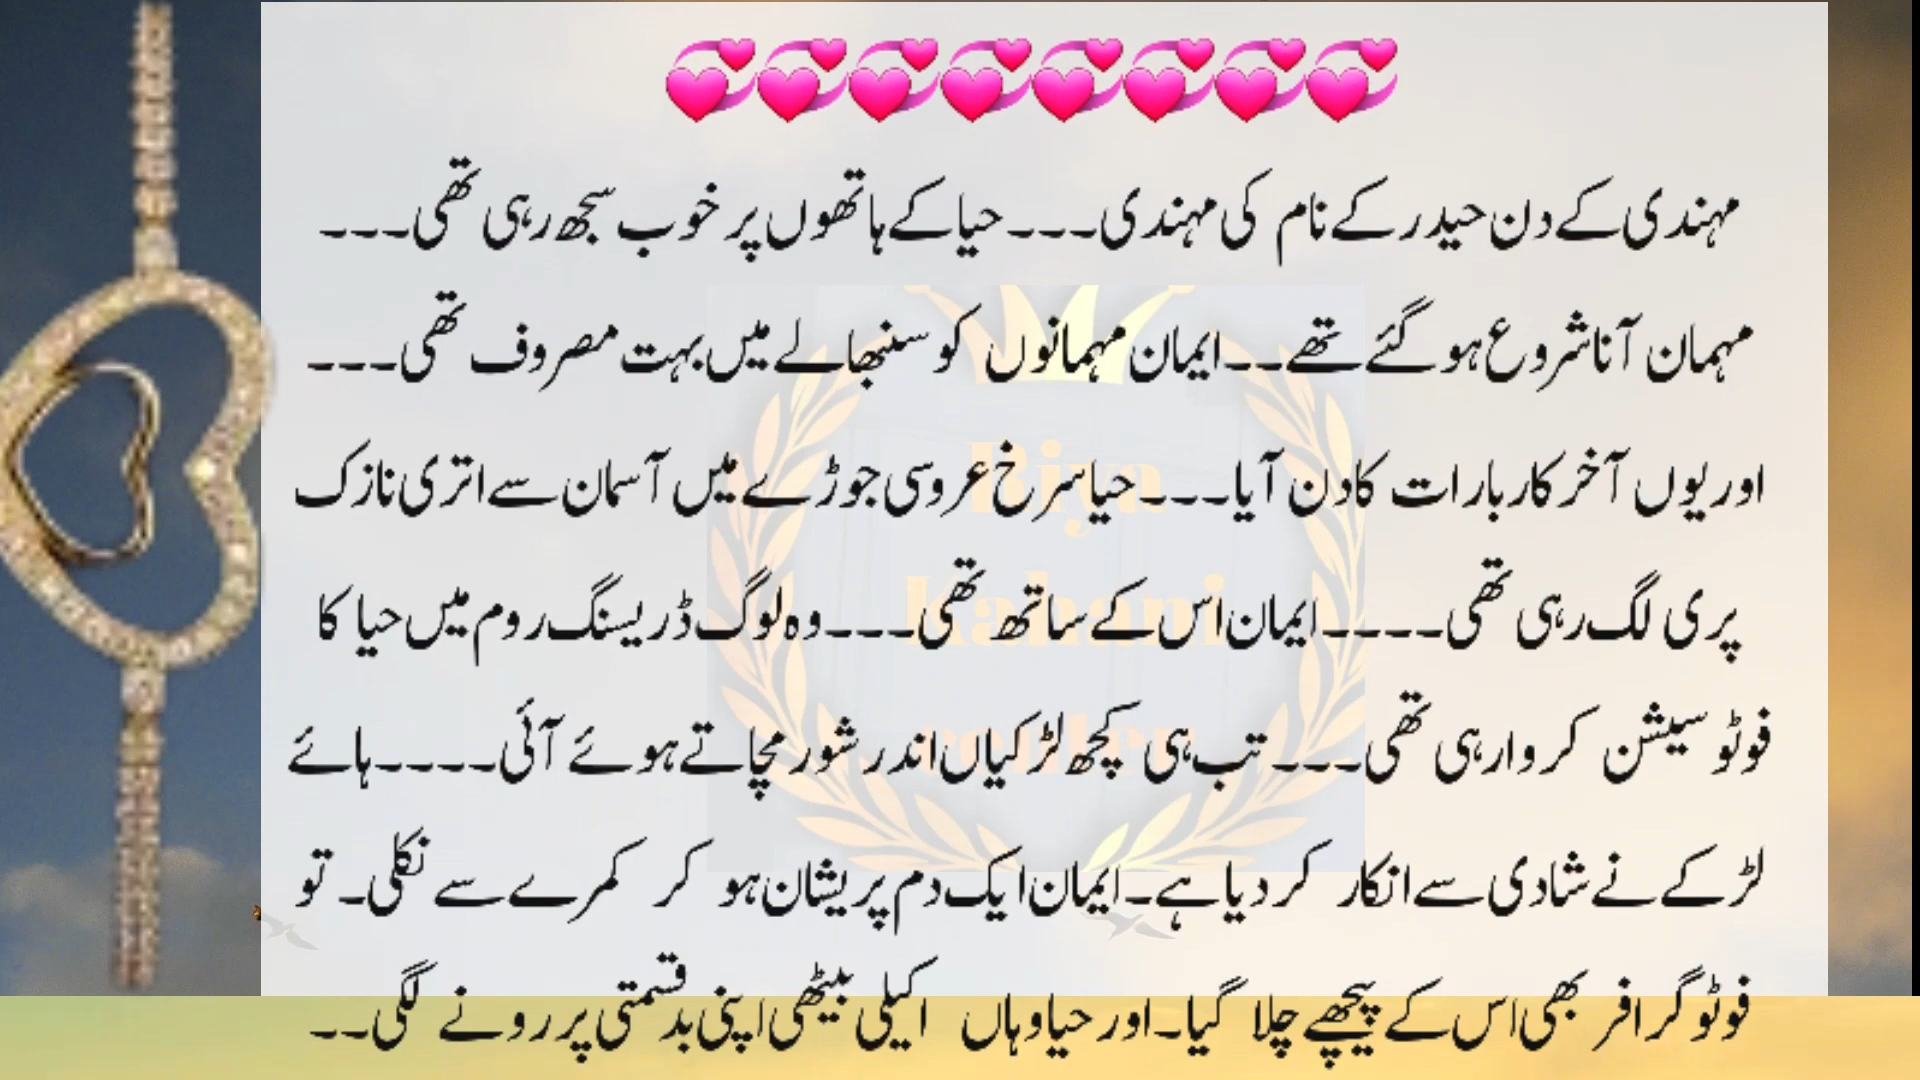 💞💞💞💞💞💞💞💞
مہندی کے دن حیدر کے نام کی مہندی۔۔۔ حیا کے ہاتھوں پر خوب سجھ رہی تھی۔۔۔
مہمان آنا شروع ہو گئے تھے۔۔ایمان مہمانوں کو سنبھالے میں بہت مصروف تھی۔۔۔
اور یوں آخر کار بارات کا دن آیا۔۔۔حیا سرخ عروسی جوڑے میں آسمان سے اتری نازک
پری لگ رہی تھی۔۔۔۔ایمان اس کے ساتھ تھی۔۔۔وہ لوگ ڈریسنگ روم میں حیا کا
فوٹو سیشن کروا رہی تھی۔۔۔ تب ہی کچھ لڑکیاں اندر شور مچاتے ہوئے آئی۔۔۔۔ہائے
لڑکے نے شادی سے انکار کر دیا ہے۔ایمان ایک دم پریشان ہو کر کمرے سے نکلی۔ تو
فوٹو گرافر بھی اس کے پیچھے چلا گیا۔اور حیا وہاں اکیلی بیٹھی اپنی بد قسمتی پر رونے لگی۔۔
Riya
Kahani